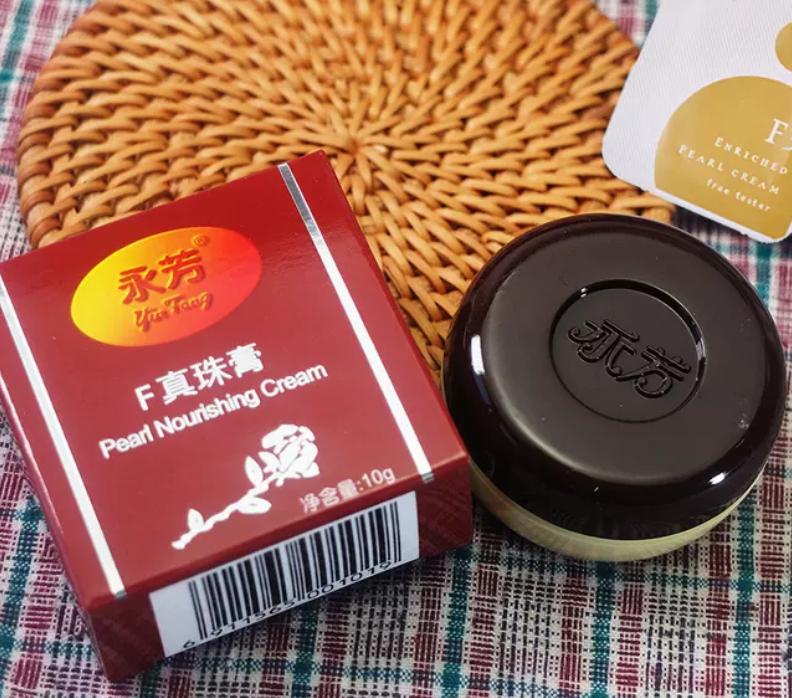 永芳®
Yun Fang
F真珠膏
Pearl Nourishing Cream
净含量:10g
永芳
ENRICHED
PEARL CREAM
free tester